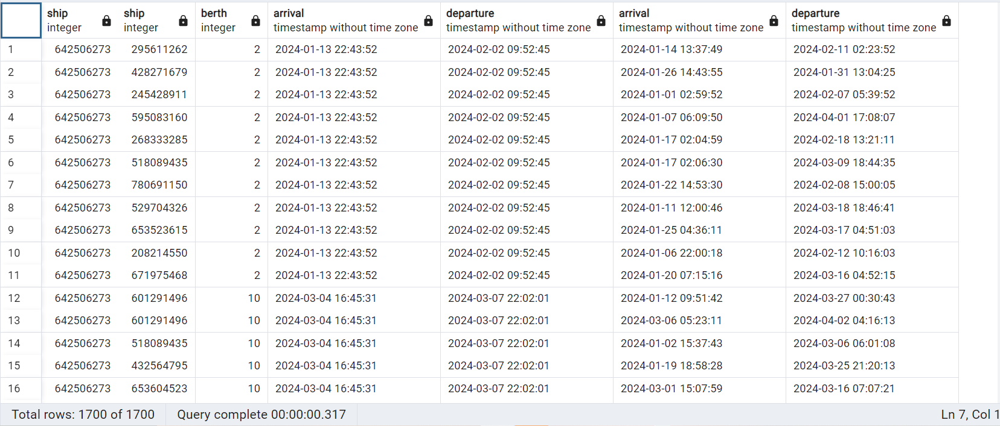 ship ship berth arrival departure arrival departure
integer integer integer timestamp without time zone timestamp without time zone timestamp without time zone timestamp without time zone
1 642506273 295611262 2 2024-01-13 22:43:52 2024-02-02 09:52:45 2024-01-14 13:37:49 2024-02-11 02:23:52
2 642506273 428271679 2 2024-01-13 22:43:52 2024-02-02 09:52:45 2024-01-26 14:43:55 2024-01-31 13:04:25
3 642506273 245428911 2 2024-01-13 22:43:52 2024-02-02 09:52:45 2024-01-01 02:59:52 2024-02-07 05:39:52
4 642506273 595083160 2 2024-01-13 22:43:52 2024-02-02 09:52:45 2024-01-07 06:09:50 2024-04-01 17:08:07
5 642506273 268333285 2 2024-01-13 22:43:52 2024-02-02 09:52:45 2024-01-17 02:04:59 2024-02-18 13:21:11
6 642506273 518089435 2 2024-01-13 22:43:52 2024-02-02 09:52:45 2024-01-17 02:06:30 2024-03-09 18:44:35
7 642506273 780691150 2 2024-01-13 22:43:52 2024-02-02 09:52:45 2024-01-22 14:53:30 2024-02-08 15:00:05
8 642506273 529704326 2 2024-01-13 22:43:52 2024-02-02 09:52:45 2024-01-11 12:00:46 2024-03-18 18:46:41
9 642506273 653523615 2 2024-01-13 22:43:52 2024-02-02 09:52:45 2024-01-25 04:36:11 2024-03-17 04:51:03
10 642506273 208214550 2 2024-01-13 22:43:52 2024-02-02 09:52:45 2024-01-06 22:00:18 2024-02-12 10:16:03
11 642506273 671975468 2 2024-01-13 22:43:52 2024-02-02 09:52:45 2024-01-20 07:15:16 2024-03-16 04:52:15
12 642506273 601291496 10 2024-03-04 16:45:31 2024-03-07 22:02:01 2024-01-12 09:51:42 2024-03-27 00:30:43
13 642506273 601291496 10 2024-03-04 16:45:31 2024-03-07 22:02:01 2024-03-06 05:23:11 2024-04-02 04:16:13
14 642506273 518089435 10 2024-03-04 16:45:31 2024-03-07 22:02:01 2024-01-02 15:37:43 2024-03-06 06:01:08
15 642506273 432564795 10 2024-03-04 16:45:31 2024-03-07 22:02:01 2024-01-19 18:58:28 2024-03-25 21:20:13
16 642506273 653604523 10 2024-03-04 16:45:31 2024-03-07 22:02:01 2024-03-01 15:07:59 2024-03-16 07:07:21
Total rows: 1700 of 1700 Query complete 00:00:00.317 Ln 7, Col 1